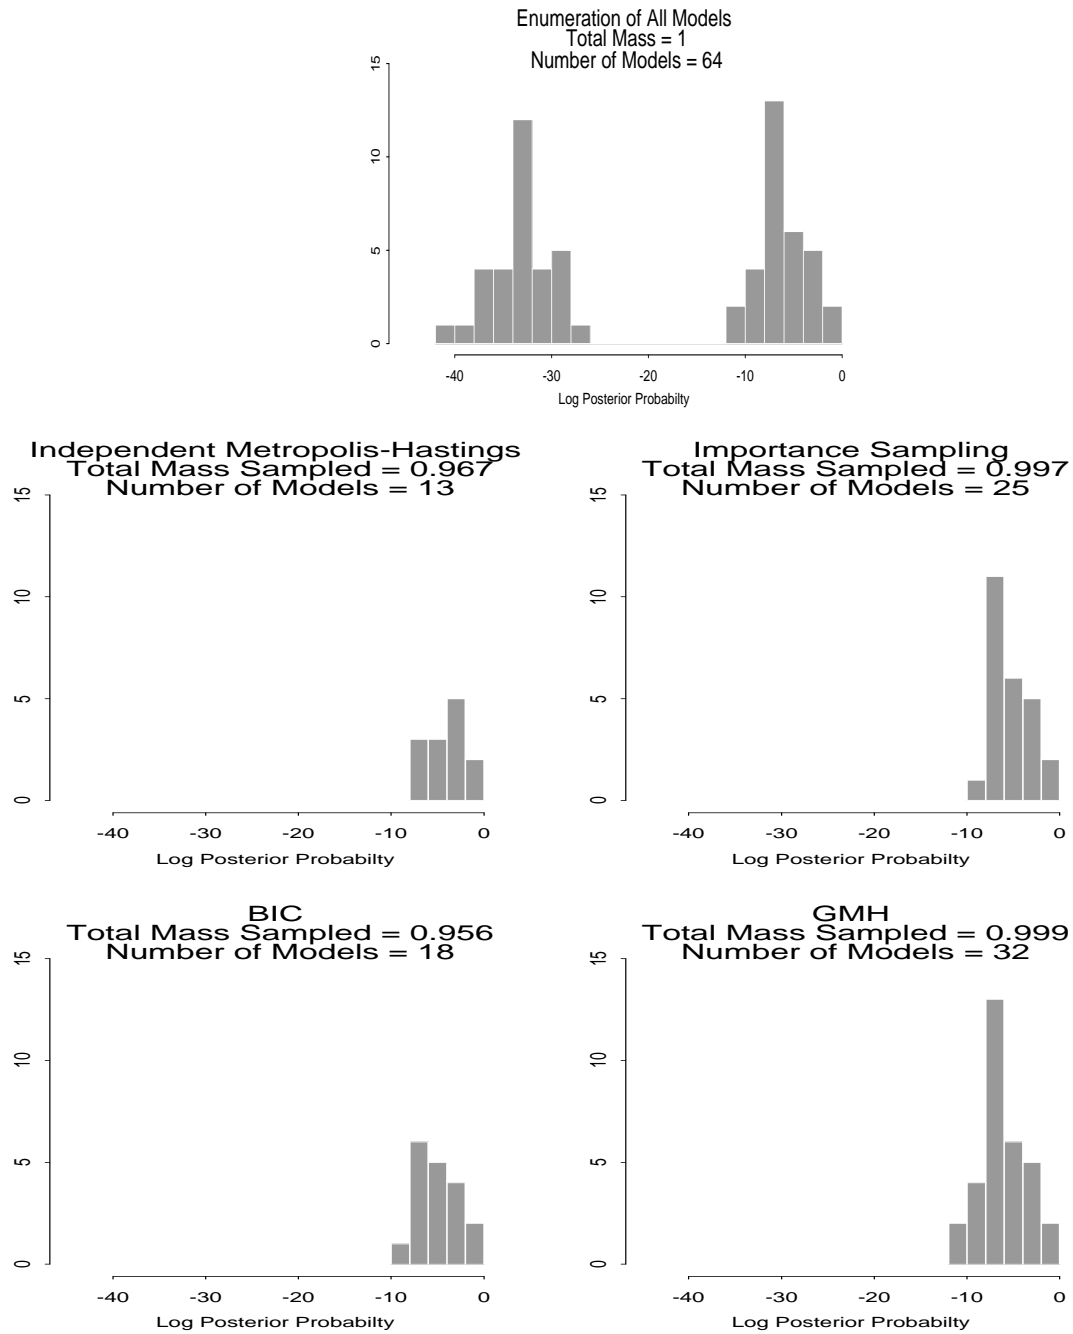 Enumeration of All Models
Total Mass = 1
Number of Models = 64
15
10
5
0
-40 -30 -20 -10 0
Log Posterior Probabilty
Independent Metropolis-Hastings
Total Mass Sampled = 0.967
Number of Models = 13
15
10
5
0
-40 -30 -20 -10 0
Log Posterior Probabilty
Importance Sampling
Total Mass Sampled = 0.997
Number of Models = 25
15
10
5
0
-40 -30 -20 -10 0
Log Posterior Probabilty
BIC
Total Mass Sampled = 0.956
Number of Models = 18
15
10
5
0
-40 -30 -20 -10 0
Log Posterior Probabilty
GMH
Total Mass Sampled = 0.999
Number of Models = 32
15
10
5
0
-40 -30 -20 -10 0
Log Posterior Probabilty